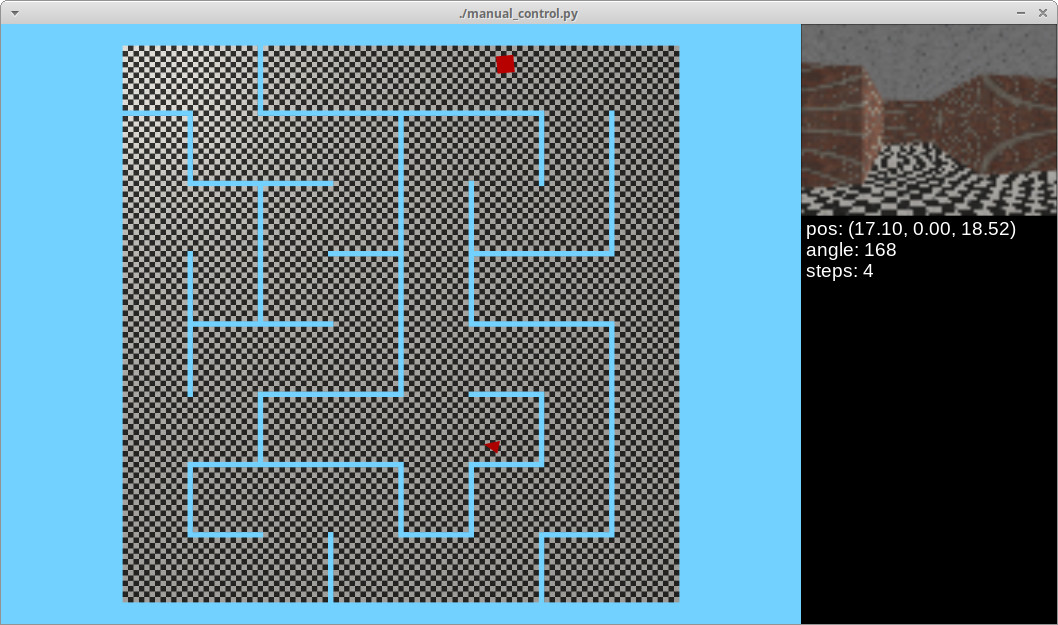 ./manual_control.py
pos: (17.10, 0.00, 18.52)
angle: 168
steps: 4